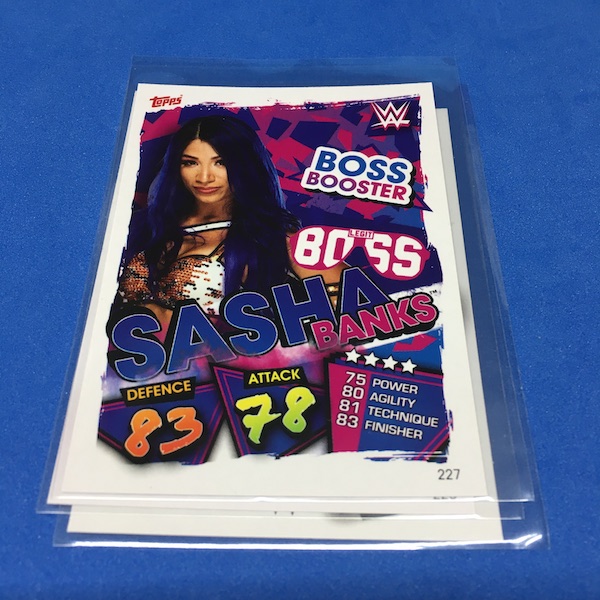 Topps
W
BOSS
BOOSTER
LEGIT
BOSS
SASHA
BANKS™
DEFENCE
83
ATTACK
78
75 POWER
80 AGILITY
81 TECHNIQUE
83 FINISHER
227